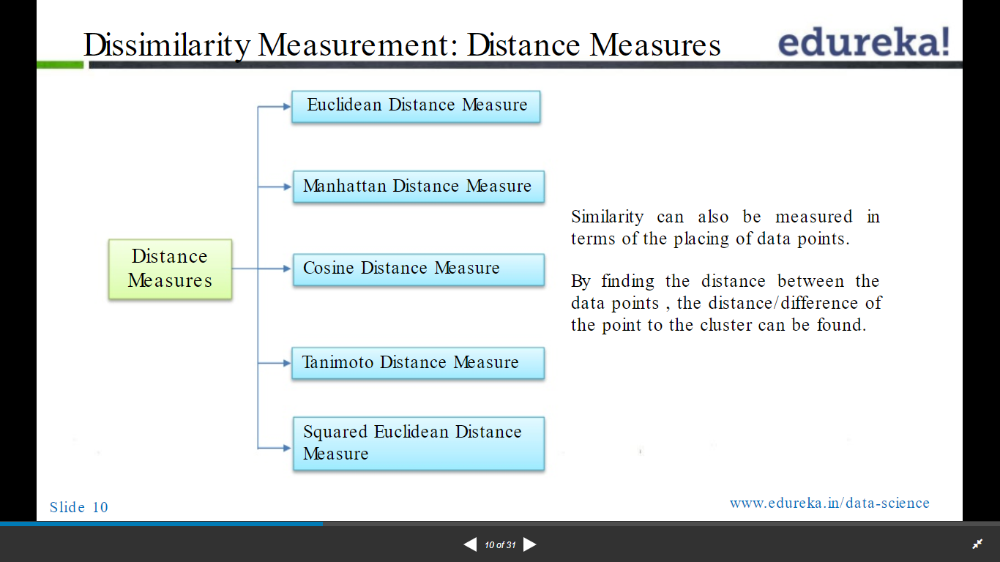 Dissimilarity Measurement: Distance Measures
edureka!
Euclidean Distance Measure
Manhattan Distance Measure
Distance
Measures
Cosine Distance Measure
Tanimoto Distance Measure
Squared Euclidean Distance
Measure
Similarity can also be measured in
terms of the placing of data points.
By finding the distance between the
data points , the distance/difference of
the point to the cluster can be found.
Slide 10
www.edureka.in/data-science
10 of 31